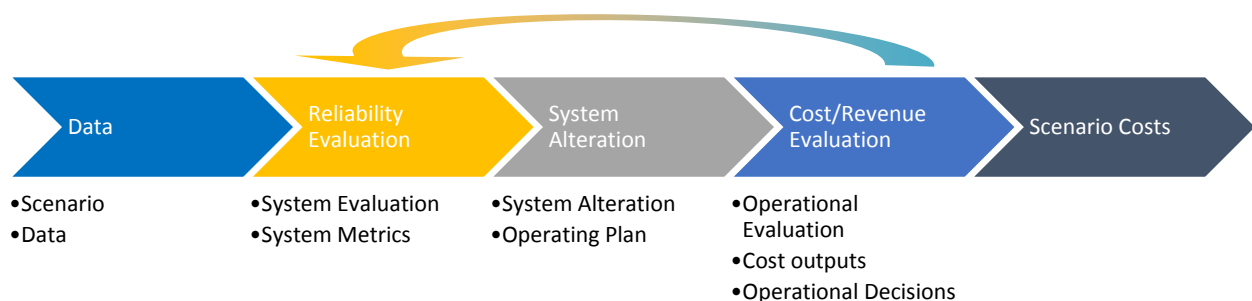 Data
Reliability
Evaluation
System
Alteration
Cost/Revenue
Evaluation
Scenario Costs
•Scenario
•Data
•System Evaluation
•System Metrics
•System Alteration
•Operating Plan
•Operational
Evaluation
•Cost outputs
•Operational Decisions